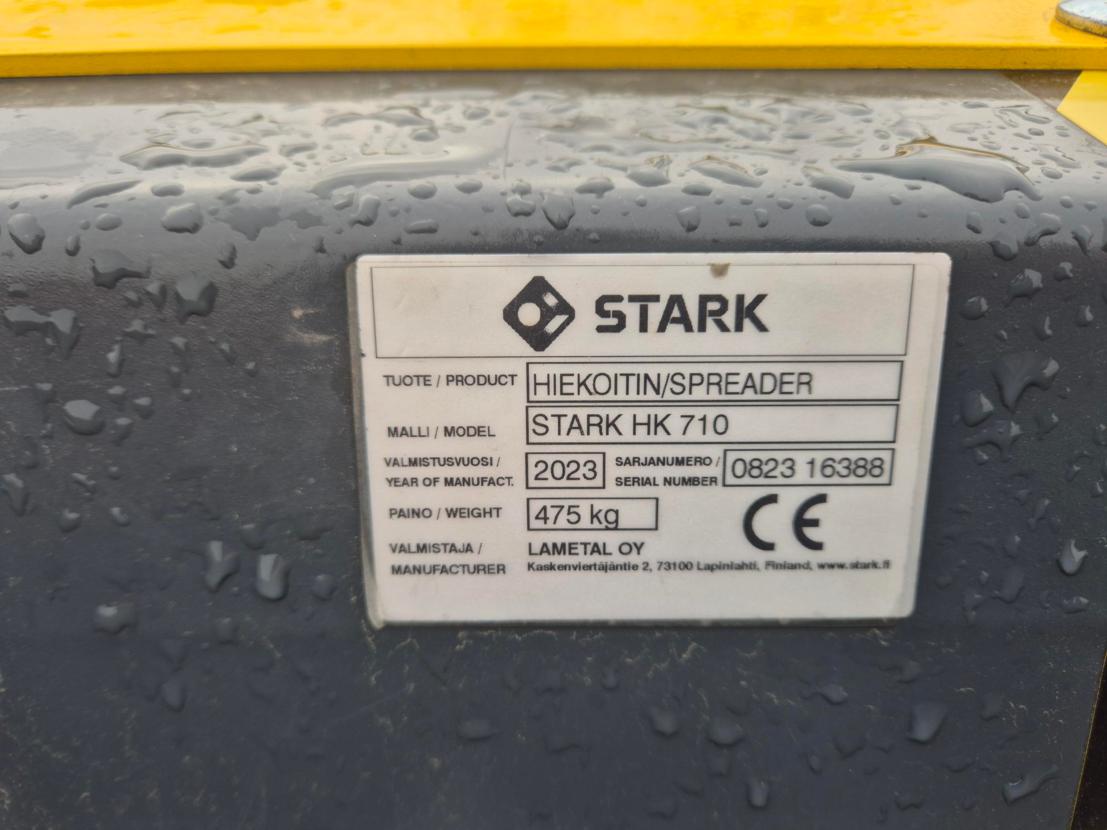 STARK
TUOTE / PRODUCT HIEKOITIN/SPREADER
MALLI / MODEL STARK HK 710
VALMISTUSVUOSI / YEAR OF MANUFACT. 2023 SARJANUMERO / SERIAL NUMBER 0823 16388
PAINO / WEIGHT 475 kg CE
VALMISTAJA / LAMETAL OY
MANUFACTURER Kaskenviertäjäntie 2, 73100 Lapinlahti, Finland, www.stark.fi